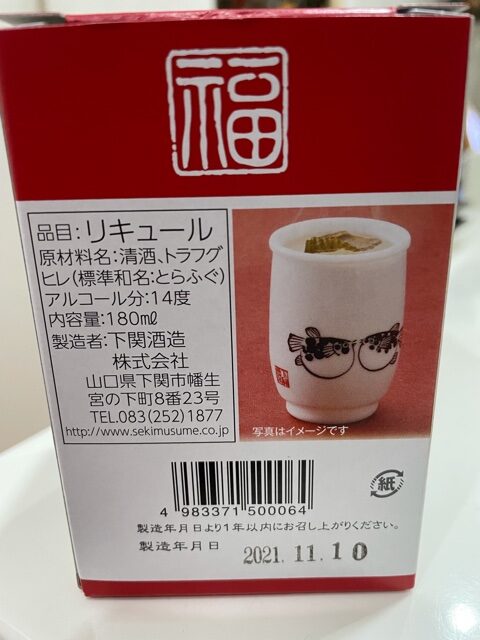 福
品目:リキュール
原材料名:清酒、トラフグ
ヒレ(標準和名:とらふぐ)
アルコール分:14度
内容量:180㎖
製造者:下関酒造
株式会社
山口県下関市幡生
宮の下町8番23号
TEL.083(252)1877
http://www.sekimusume.co.jp
写真はイメージです
紙
4 983371 500064
製造年月日より1年以内にお召し上がりください。
製造年月日 2021.11.10